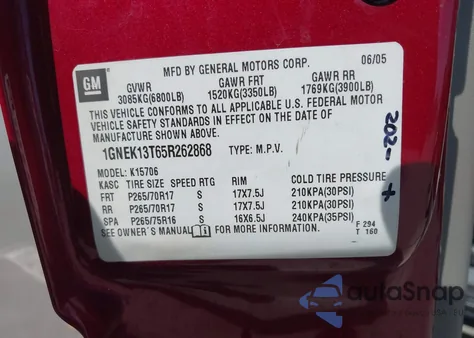 MFD BY GENERAL MOTORS CORP. 06/05
GM
GVWR GAWR FRT GAWR RR
3085KG(6800LB) 1520KG(3350LB) 1769KG(3900LB)
THIS VEHICLE CONFORMS TO ALL APPLICABLE U.S. FEDERAL MOTOR
VEHICLE SAFETY STANDARDS IN EFFECT ON THE DATE OF
MANUFACTURE SHOWN ABOVE.
1GNEK13T65R262868 TYPE: M.P.V.
MODEL: K15706
KASC TIRE SIZE SPEED RTG RIM COLD TIRE PRESSURE
FRT P265/70R17 S 17X7.5J 210KPA(30PSI)
RR P265/70R17 S 17X7.5J 210KPA(30PSI)
SPA P265/75R16 S 16X6.5J 240KPA(35PSI)
SEE OWNER'S MANUAL FOR MORE INFORMATION.
F 294
T 160
autoSnap